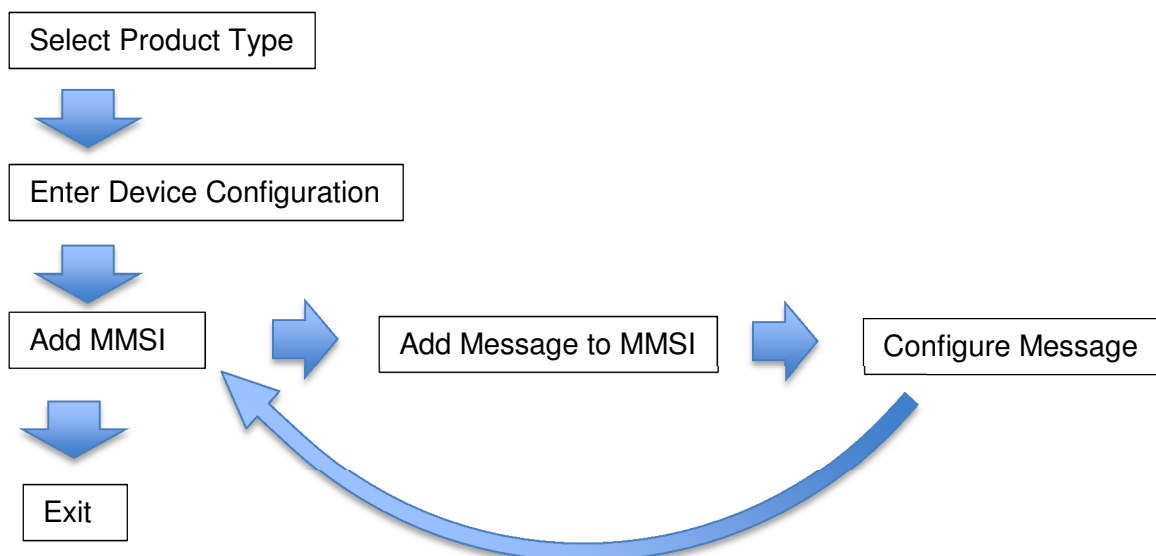 Select Product Type
Enter Device Configuration
Add MMSI
Add Message to MMSI
Configure Message
Exit